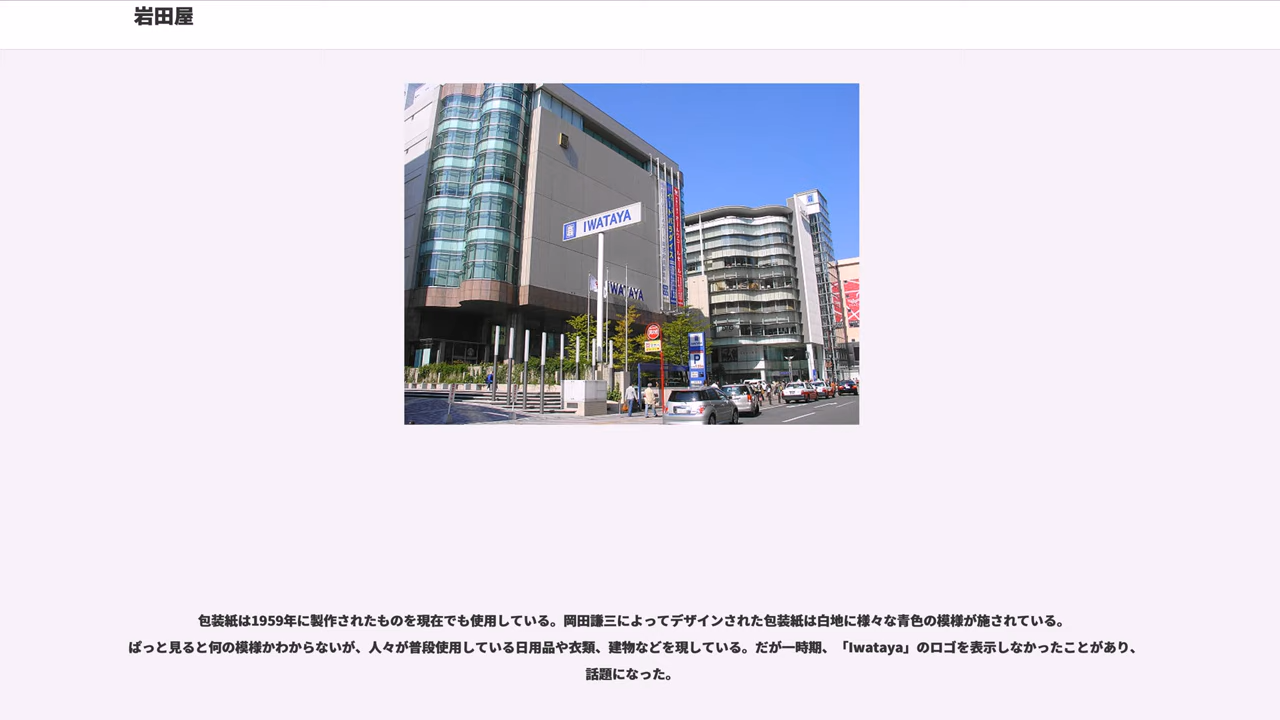 岩田屋
IWATAYA
IWATAYA
包装紙は1959年に製作されたものを現在でも使用している。岡田謙三によってデザインされた包装紙は白地に様々な青色の模様が施されている。
ぱっと見ると何の模様かわからないが、人々が普段使用している日用品や衣類、建物などを現している。だが一時期、「Iwataya」のロゴを表示しなかったことがあり、
話題になった。